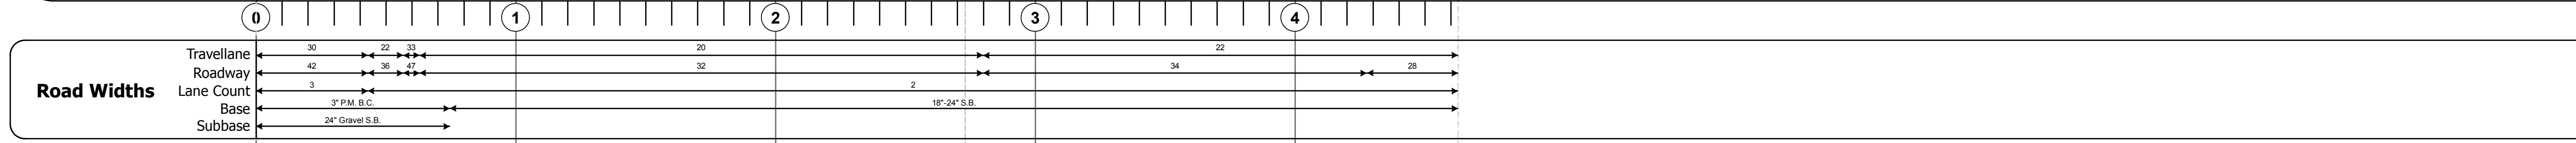 0 1 2 3 4
Road Widths
Travellane 30 22 33 20 22
Roadway 42 36 47 32 34 28
Lane Count 3 2
Base 3" P.M. B.C. 18"-24" S.B.
Subbase 24" Gravel S.B.